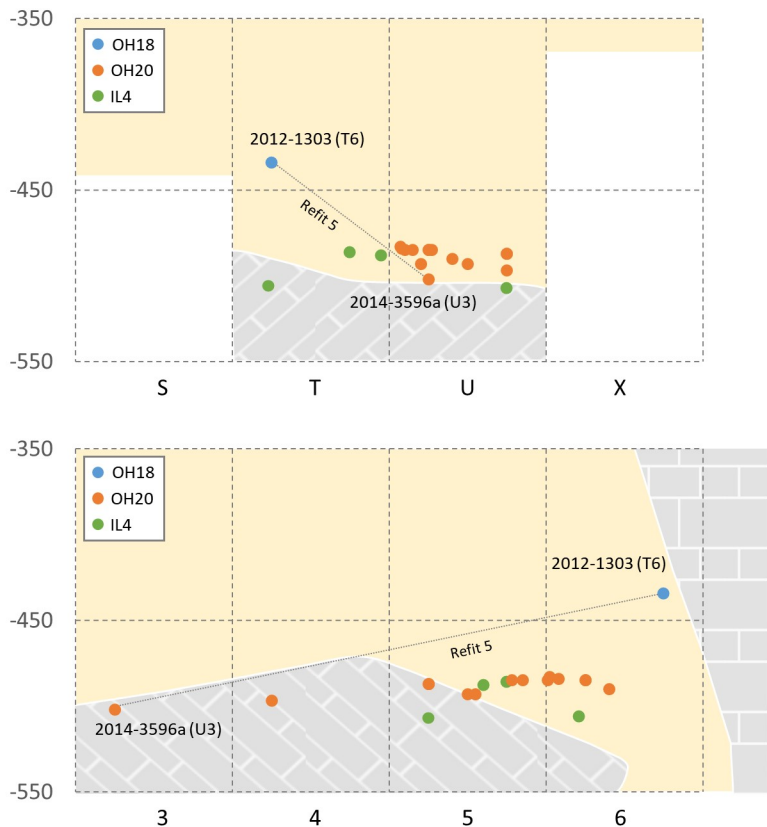 -350
OH18
OH20
IL4
2012-1303 (T6)
-450
Refit 5
2014-3596a (U3)
-550
S T U X
-350
OH18
OH20
IL4
2012-1303 (T6)
-450
Refit 5
2014-3596a (U3)
-550
3 4 5 6